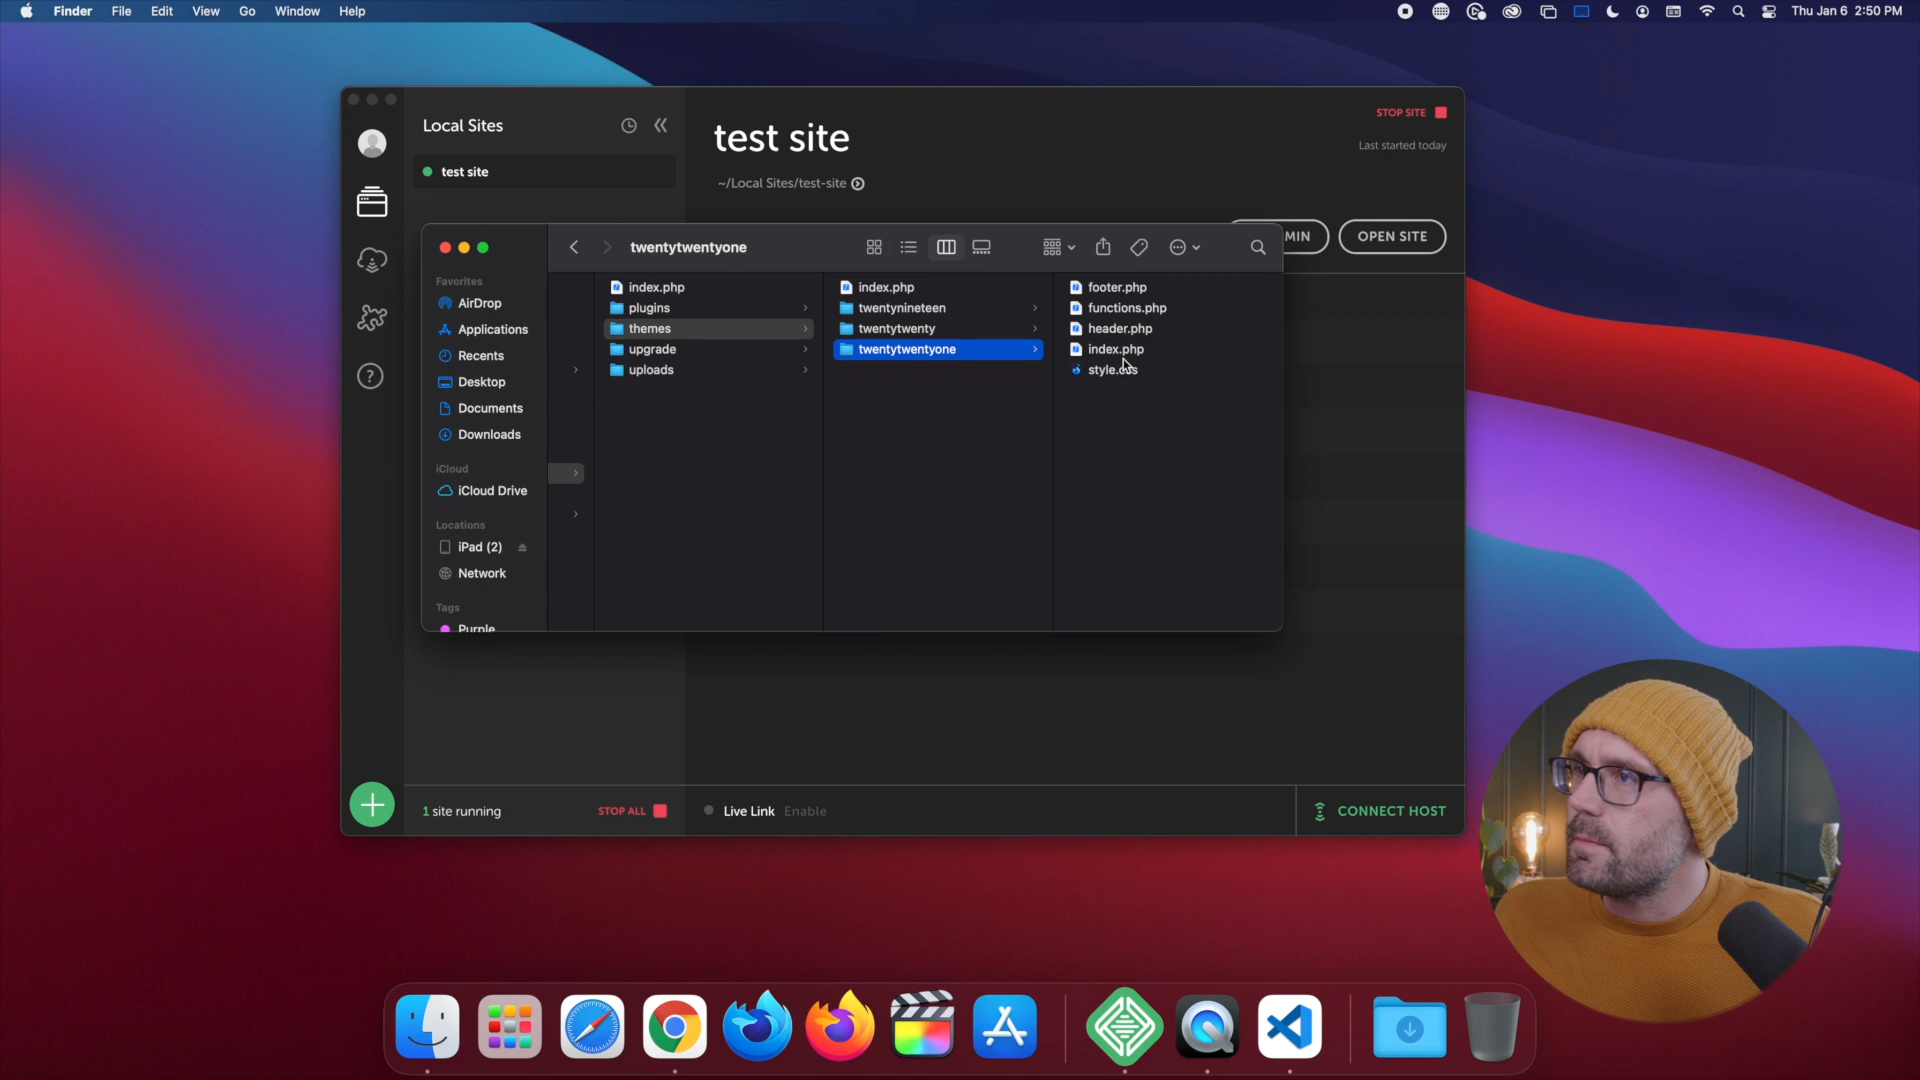 Finder File Edit View Go Window Help
Thu Jan 6 2:50 PM
Local Sites
test site
test site
~/Local Sites/test-site
STOP SITE
Last started today
MIN
OPEN SITE
twentytwentyone
Favorites
AirDrop
Applications
Recents
Desktop
Documents
Downloads
iCloud
iCloud Drive
Locations
iPad (2)
Network
Tags
Purple
index.php
plugins
themes
upgrade
uploads
index.php
twentynineteen
twentytwenty
twentytwentyone
footer.php
functions.php
header.php
index.php
style.css
1 site running
STOP ALL
Live Link Enable
CONNECT HOST